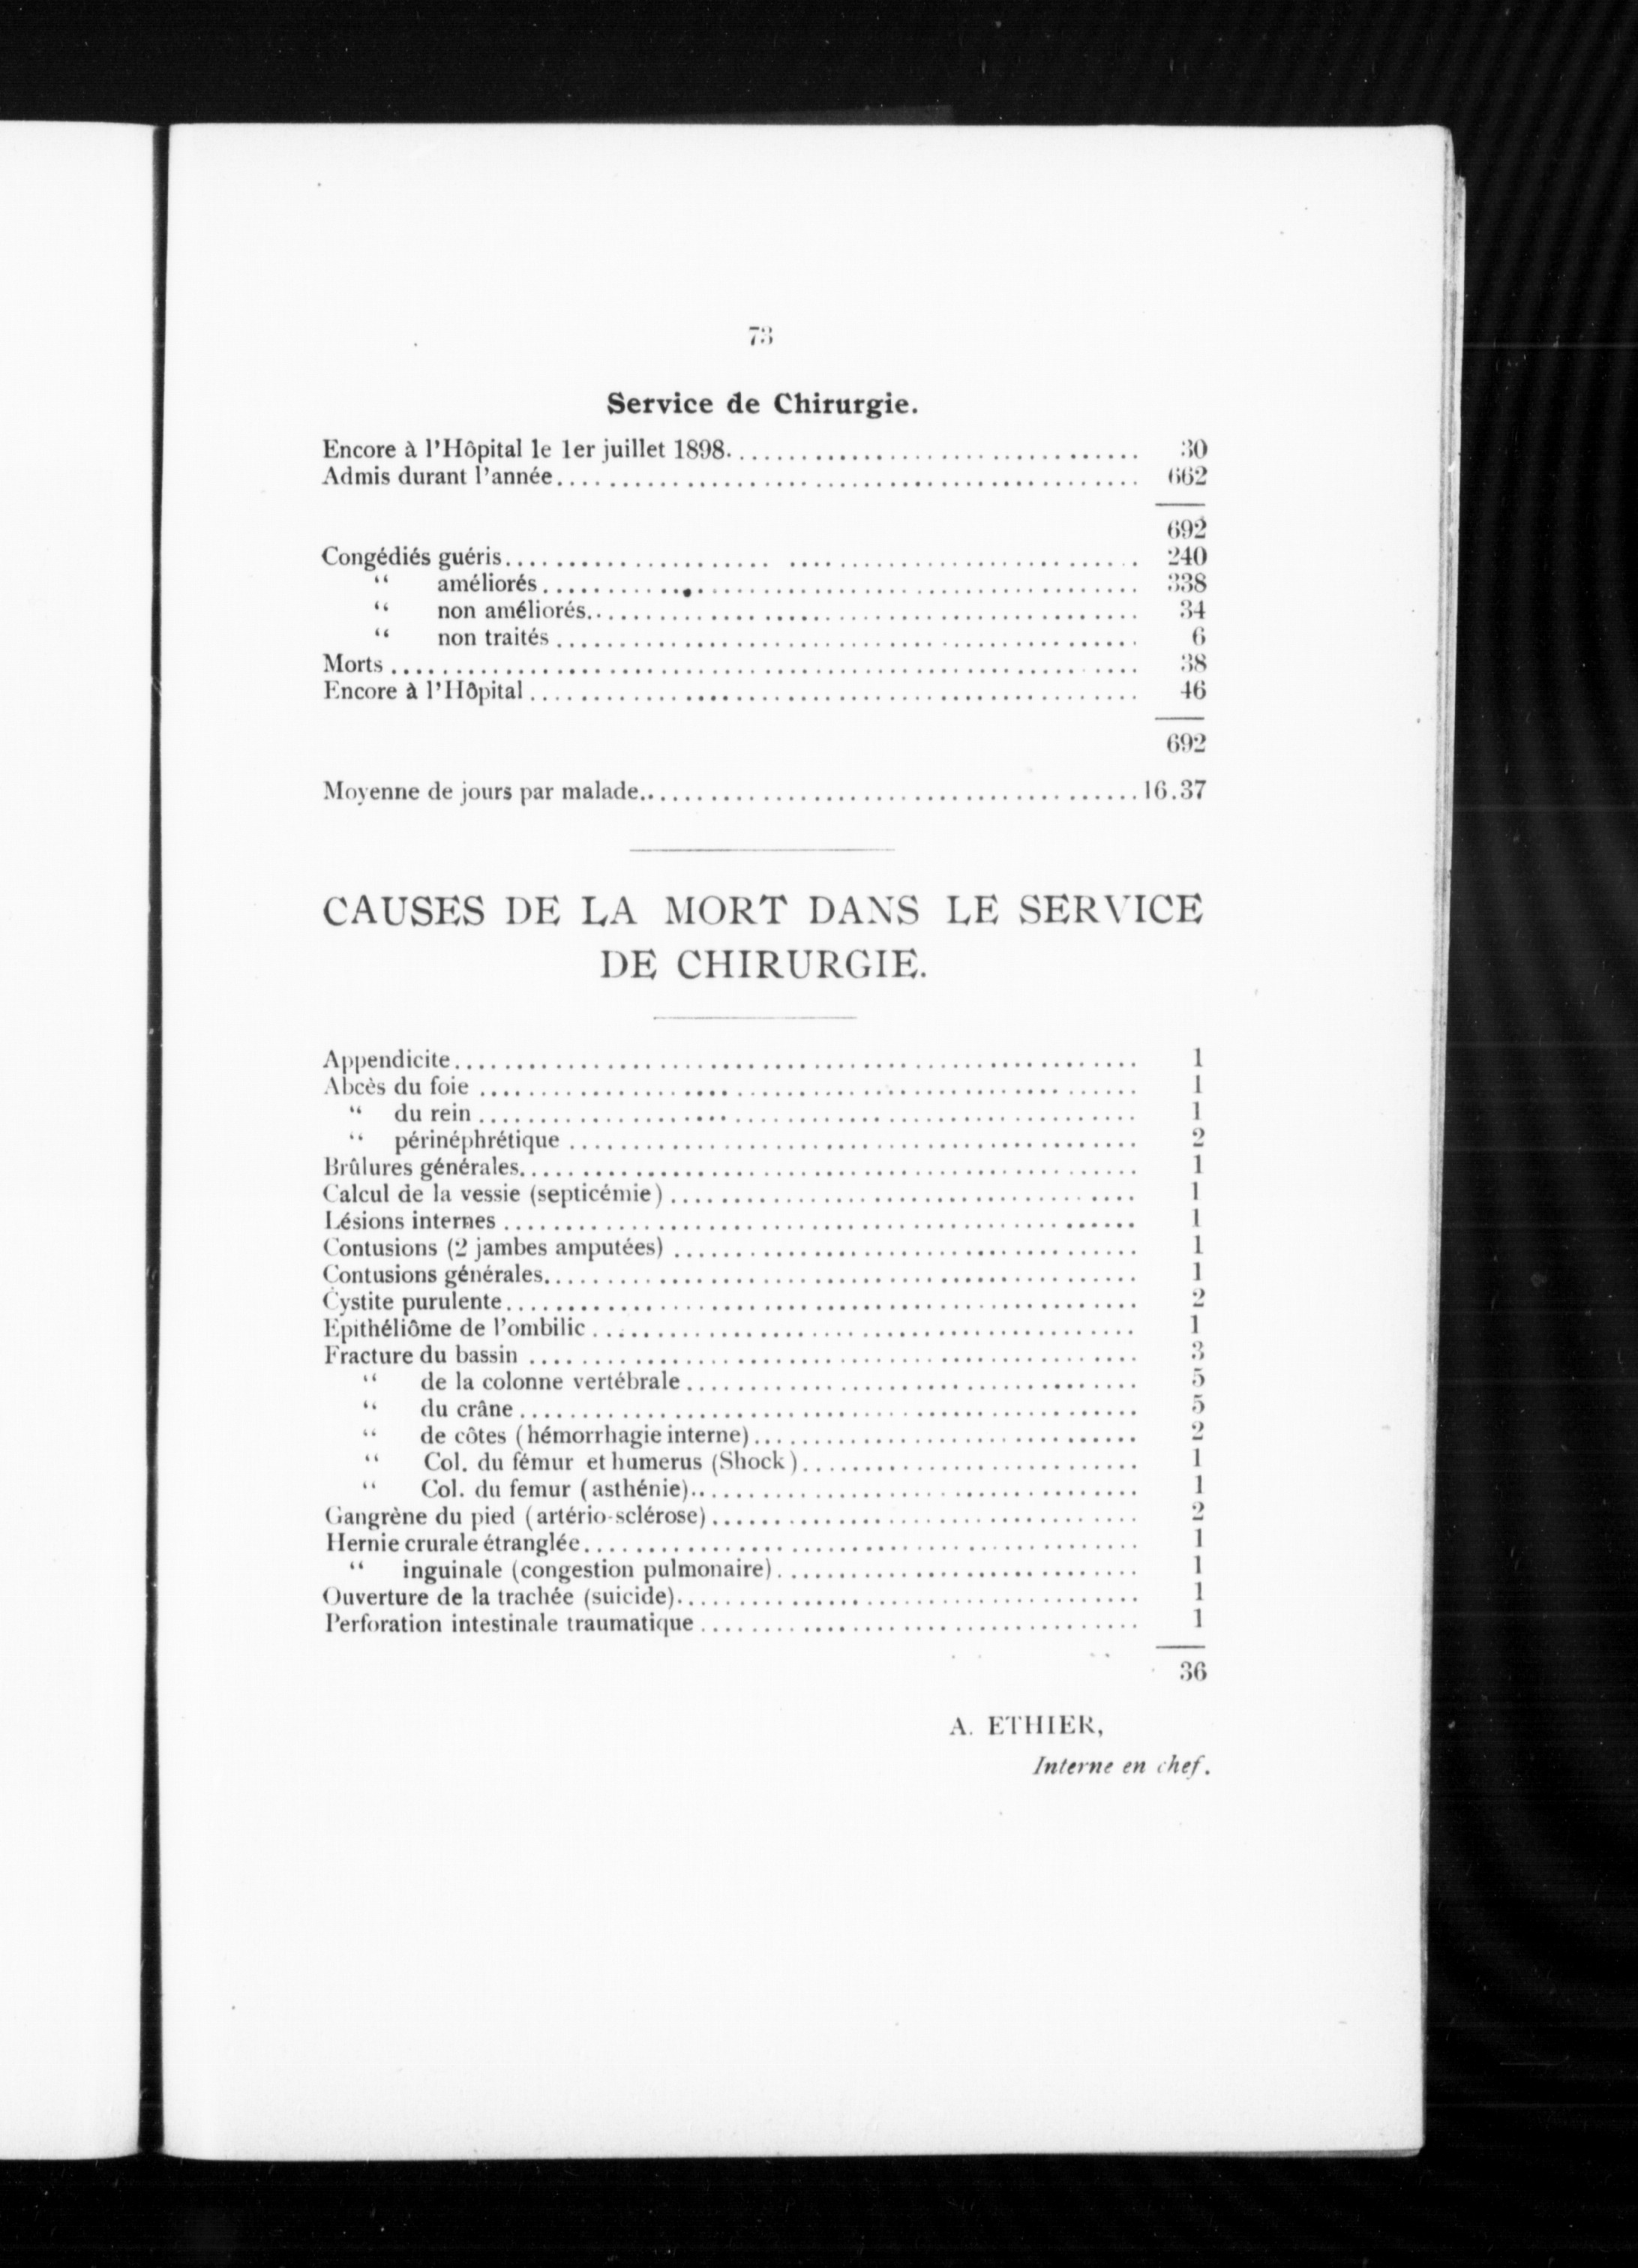 73
Service de Chirurgie.
Encore à l'Hôpital le 1er juillet 1898.................................. 30
Admis durant l'année.............................................. 662
692
Congédiés guéris..................... ............................ 240
“ améliorés............................................... 338
“ non améliorés........................................... 34
“ non traités .............................................. 6
Morts ........................................................... 38
Encore à l'Hôpital ................................................ 46
692
Moyenne de jours par malade........................................16.37
CAUSES DE LA MORT DANS LE SERVICE
DE CHIRURGIE.
Appendicite...................................................... 1
Abcès du foie .................................................... 1
“ du rein .................................................... 1
“ périnéphrétique ............................................. 2
Brûlures générales................................................. 1
Calcul de la vessie (septicémie) ..................................... 1
Lésions internes .................................................. 1
Contusions (2 jambes amputées) .................................... 1
Contusions générales............................................... 1
Cystite purulente.................................................. 2
Epithéliôme de l'ombilic ........................................... 1
Fracture du bassin ................................................ 3
“ de la colonne vertébrale .................................... 5
“ du crâne ................................................. 5
“ de côtes (hémorrhagie interne)............................... 2
“ Col. du fémur et humerus (Shock)........................... 1
“ Col. du femur (asthénie).................................... 1
Gangrène du pied (artério-sclérose).................................. 2
Hernie crurale étranglée............................................ 1
“ inguinale (congestion pulmonaire)............................. 1
Ouverture de la trachée (suicide)..................................... 1
Perforation intestinale traumatique ................................... 1
36
A. ETHIER,
Interne en chef.